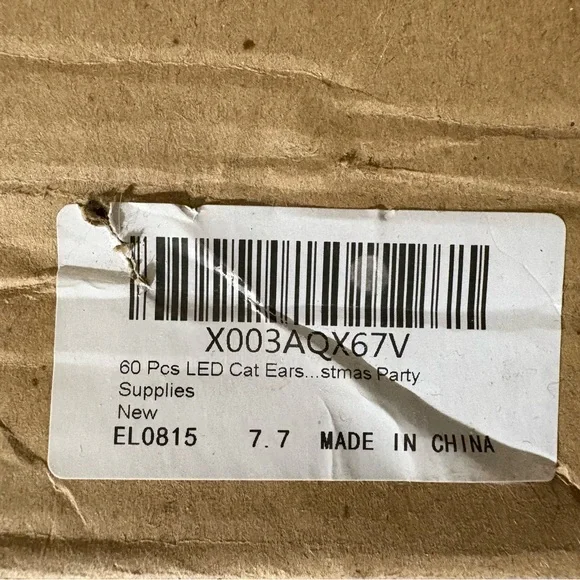 X003AQX67V
60 Pcs LED Cat Ears...stmas Party
Supplies
New
EL0815 7.7 MADE IN CHINA